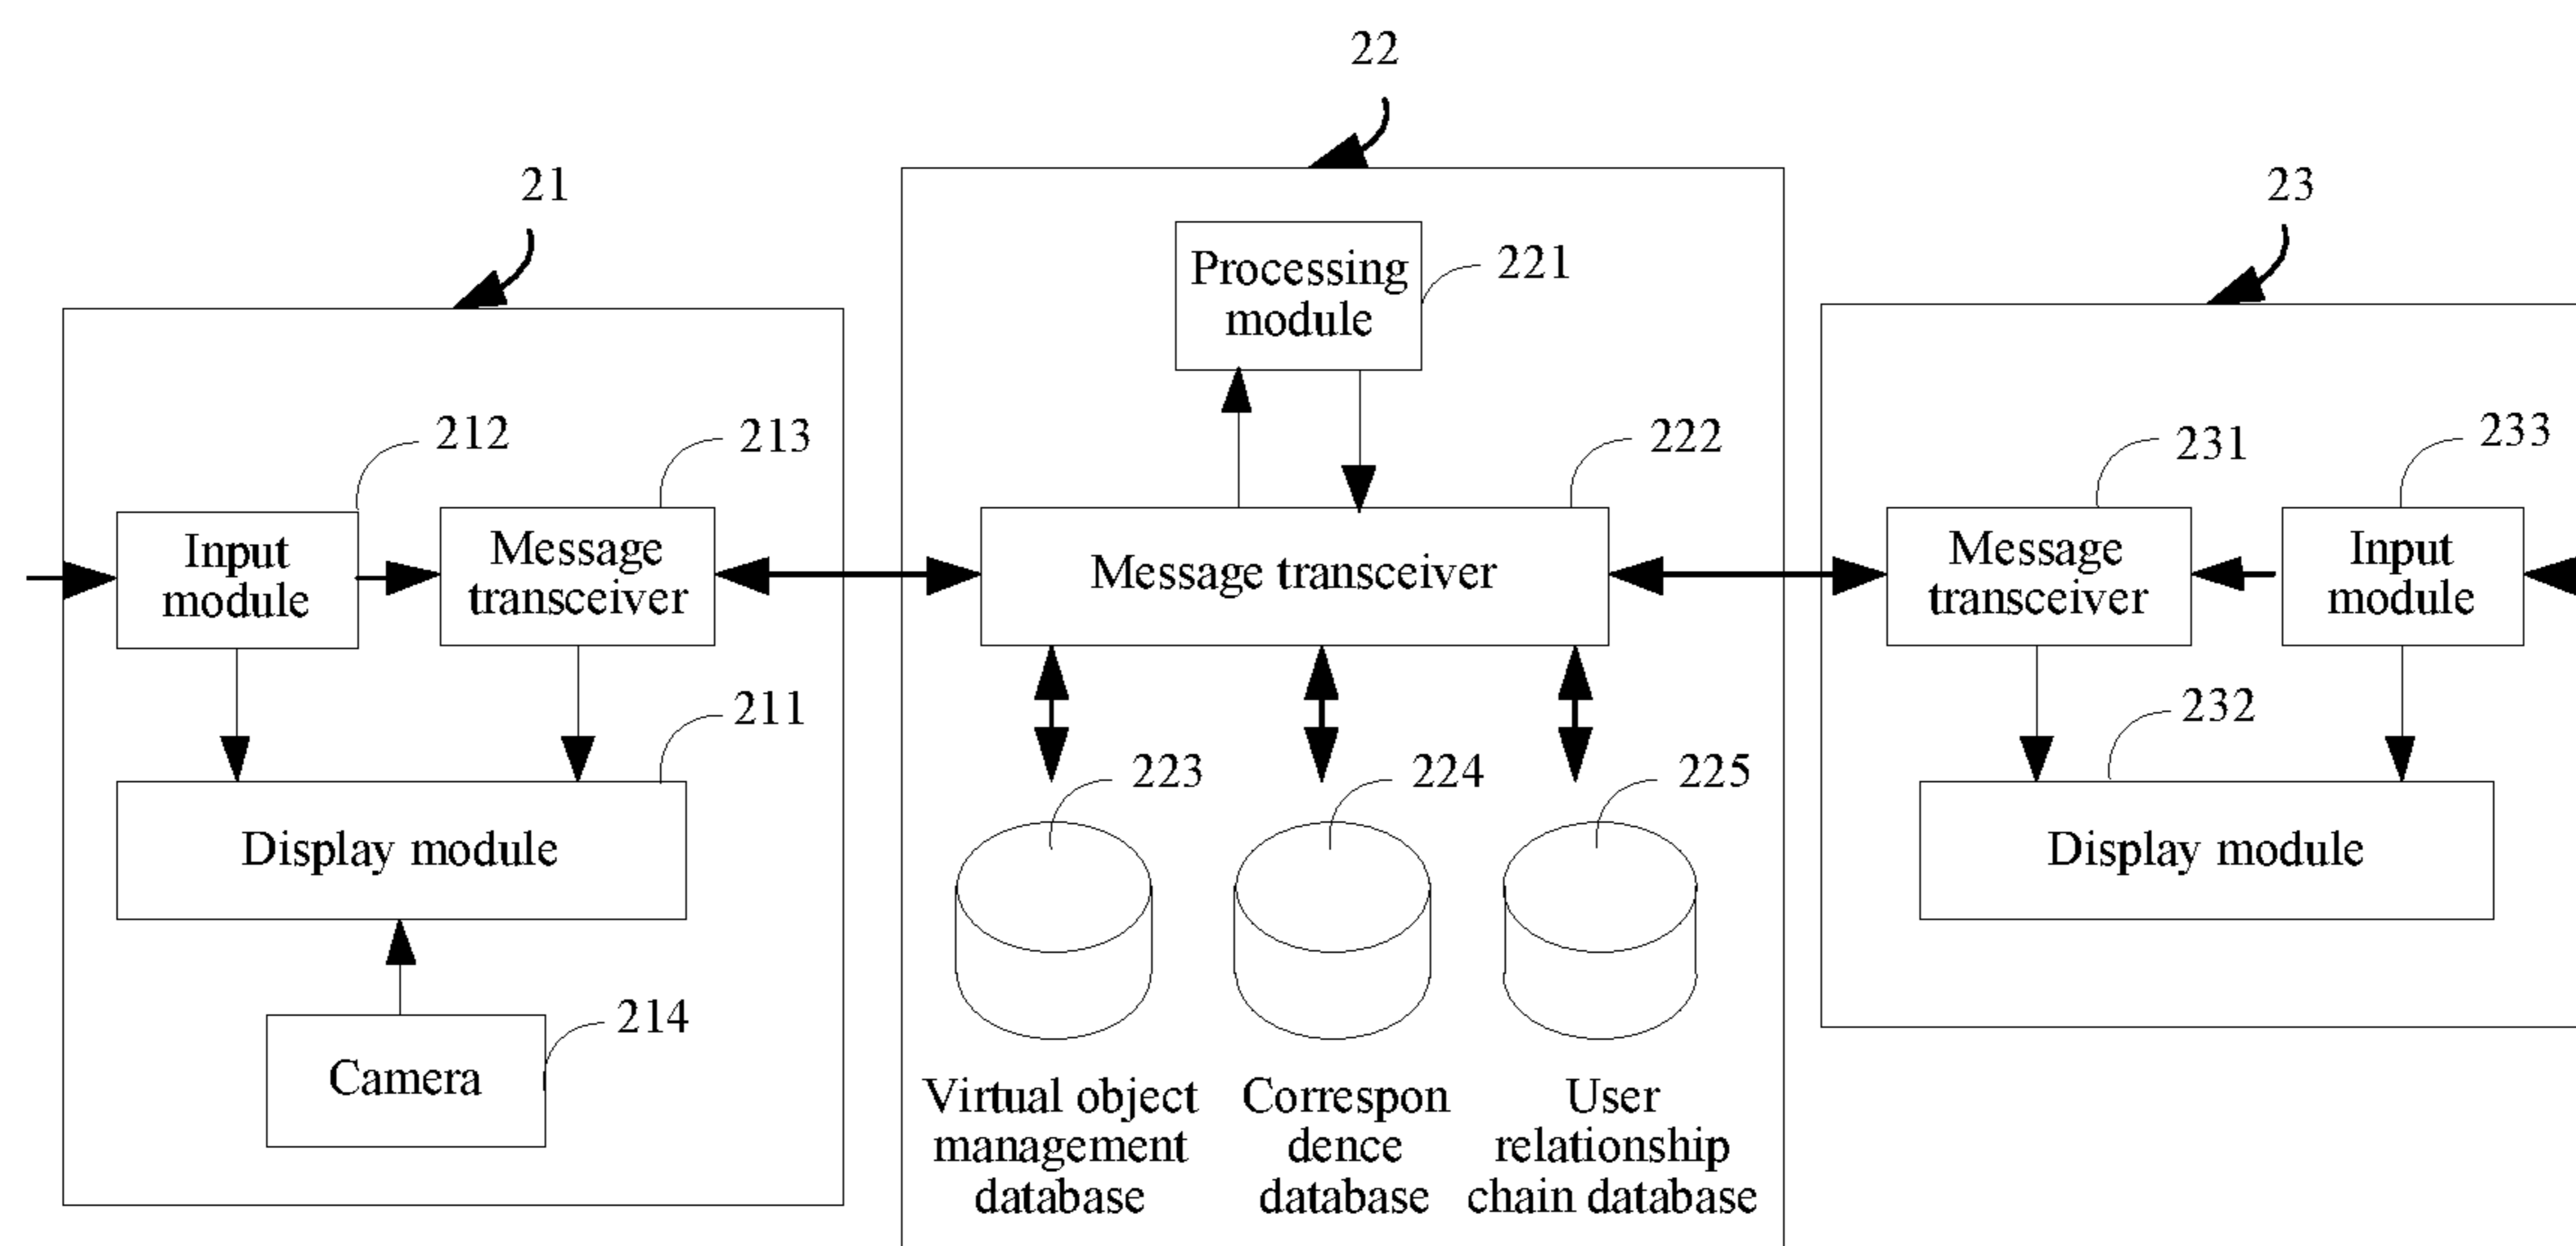 22
21
23
Processing
module
221
212
213
222
231
233
Input
module
Message
transceiver
Message transceiver
Message
transceiver
Input
module
211
232
223
224
225
Display module
Display module
214
Camera
Virtual object
management
database
Correspon
dence
database
User
relationship
chain database